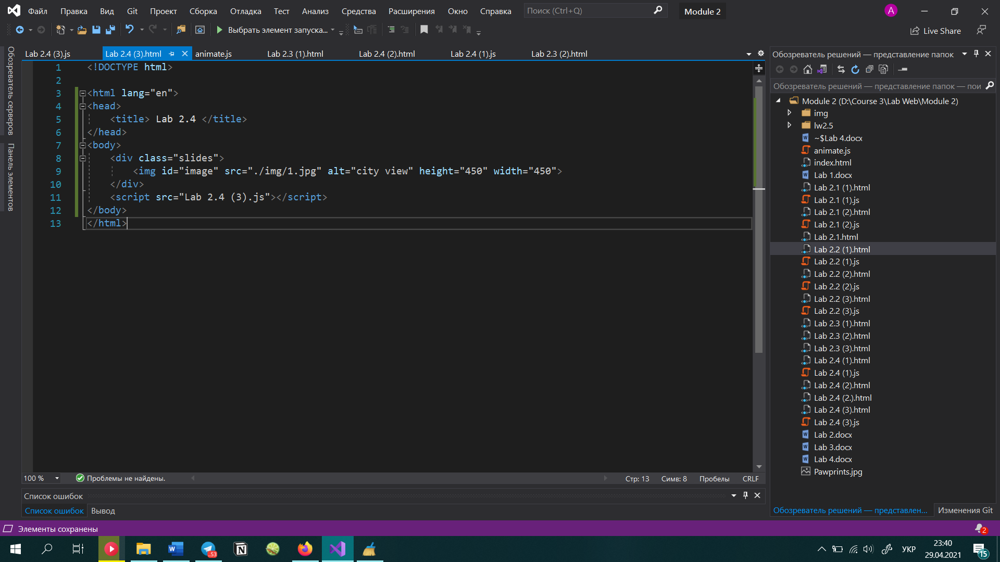 Файл Правка Вид Git Проект Сборка Отладка Тест Анализ Средства Расширения Окно Справка Поиск (Ctrl+Q) Module 2 A
Выбрать элемент запуска... Live Share
Обозреватель серверов
Панель элементов
Lab 2.4 (3).js Lab 2.4 (3).html animate.js Lab 2.3 (1).html Lab 2.4 (2).html Lab 2.4 (1).js Lab 2.3 (2).html
1 <!DOCTYPE html>
2
3 <html lang="en">
4 <head>
5 <title> Lab 2.4 </title>
6 </head>
7 <body>
8 <div class="slides">
9 <img id="image" src="./img/1.jpg" alt="city view" height="450" width="450">
10 </div>
11 <script src="Lab 2.4 (3).js"></script>
12 </body>
13 </html>
100 % Проблемы не найдены. Стр: 13 Симв: 8 Пробелы CRLF
Список ошибок
Список ошибок Вывод
Обозреватель решений — представление папок
Обозреватель решений — представление папок — пои
Module 2 (D:\Course 3\Lab Web\Module 2)
img
lw2.5
~$Lab 4.docx
animate.js
index.html
Lab 1.docx
Lab 2.1 (1).html
Lab 2.1 (1).js
Lab 2.1 (2).html
Lab 2.1 (2).js
Lab 2.1.html
Lab 2.2 (1).html
Lab 2.2 (1).js
Lab 2.2 (2).html
Lab 2.2 (2).js
Lab 2.2 (3).html
Lab 2.2 (3).js
Lab 2.3 (1).html
Lab 2.3 (2).html
Lab 2.3 (3).html
Lab 2.4 (1).html
Lab 2.4 (1).js
Lab 2.4 (2).html
Lab 2.4 (2.).html
Lab 2.4 (3).html
Lab 2.4 (3).js
Lab 2.docx
Lab 3.docx
Lab 4.docx
Pawprints.jpg
Обозреватель решений — представлен... Изменения Git
Элементы сохранены 2
..53 УКР 23:40
29.04.2021 15